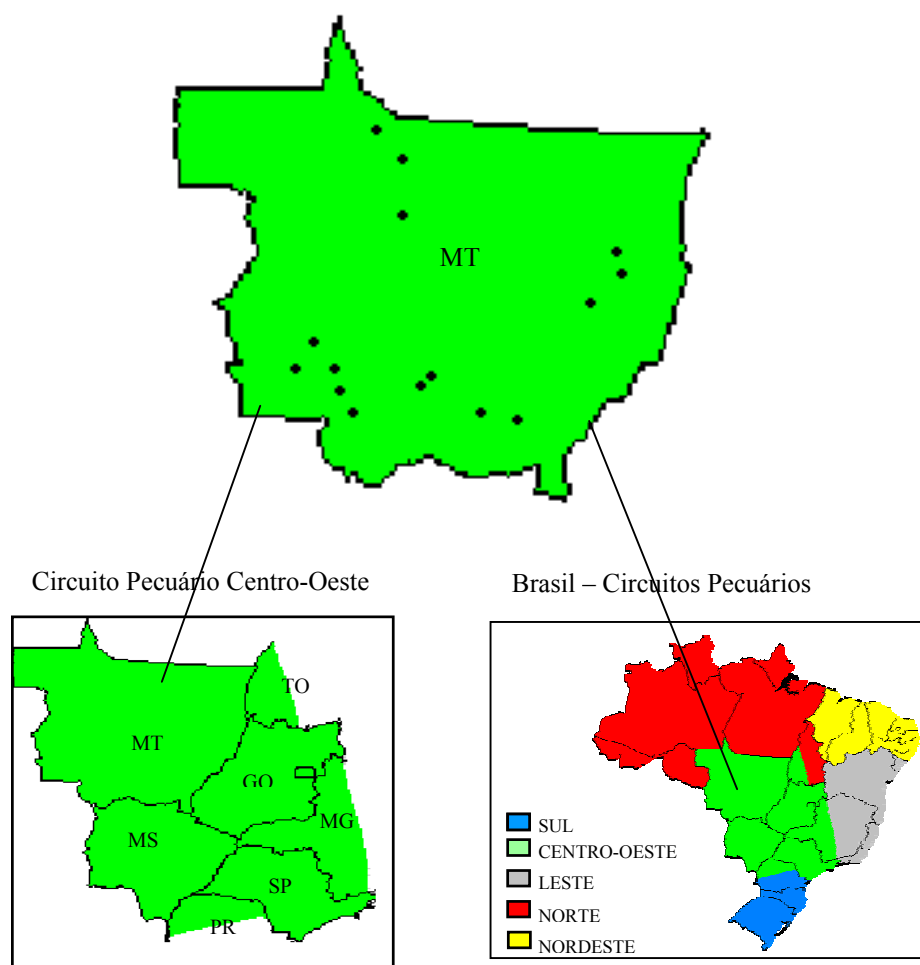 MT
Circuito Pecuário Centro-Oeste
Brasil – Circuitos Pecuários
TO
MT
GO
MG
MS
SP
PR
SUL
CENTRO-OESTE
LESTE
NORTE
NORDESTE